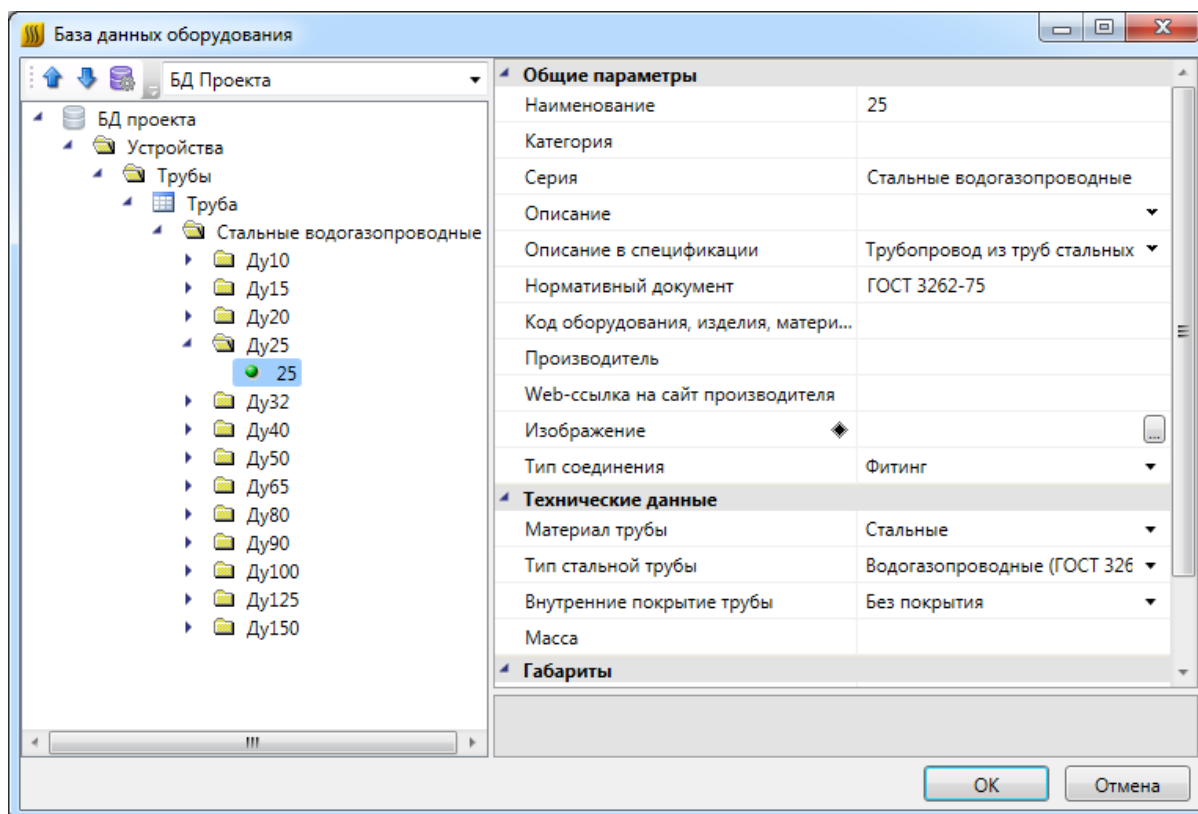 База данных оборудования
БД Проекта
БД проекта
Устройства
Трубы
Труба
Стальные водогазопроводные
Ду10
Ду15
Ду20
Ду25
25
Ду32
Ду40
Ду50
Ду65
Ду80
Ду90
Ду100
Ду125
Ду150
Общие параметры
Наименование 25
Категория
Серия Стальные водогазопроводные
Описание
Описание в спецификации Трубопровод из труб стальных
Нормативный документ ГОСТ 3262-75
Код оборудования, изделия, матери...
Производитель
Web-ссылка на сайт производителя
Изображение ...
Тип соединения Фитинг
Технические данные
Материал трубы Стальные
Тип стальной трубы Водогазопроводные (ГОСТ 326
Внутренние покрытие трубы Без покрытия
Масса
Габариты
OK Отмена